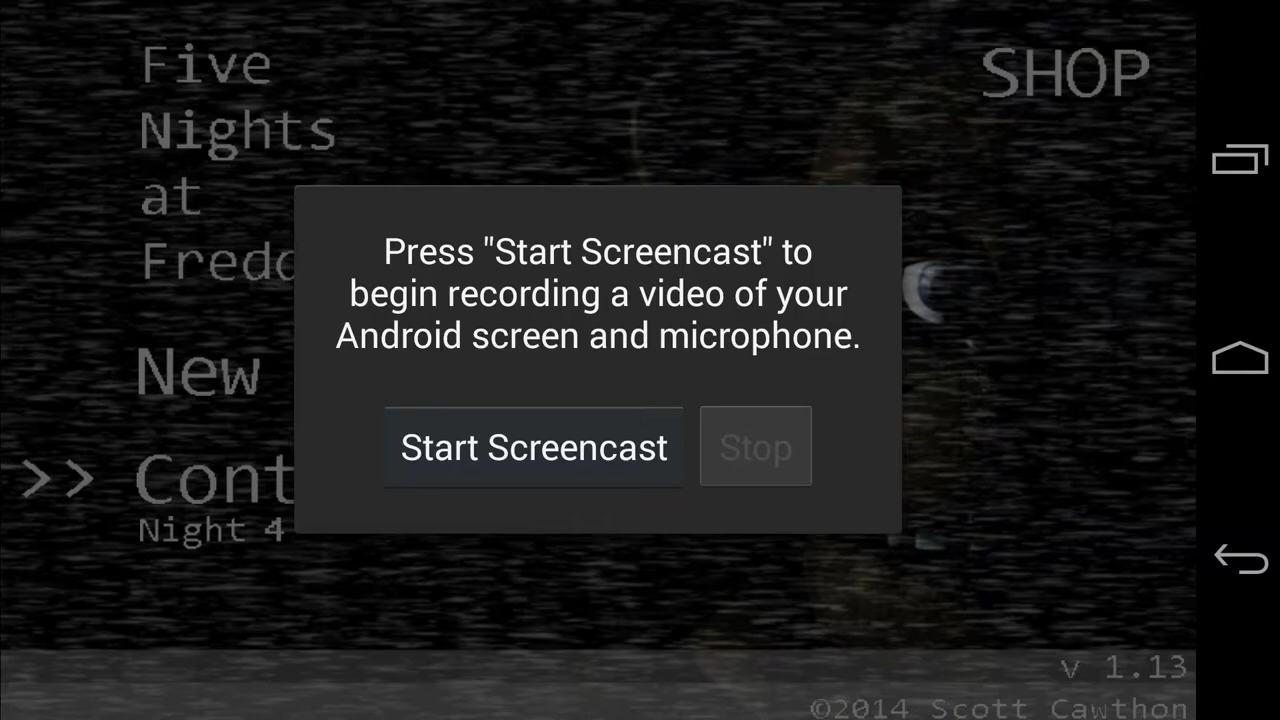 Five
Nights
at
Fredd
SHOP
New
>> Cont
Night 4
Press "Start Screencast" to
begin recording a video of your
Android screen and microphone.
Start Screencast
Stop
v 1.13
©2014 Scott Cawthon